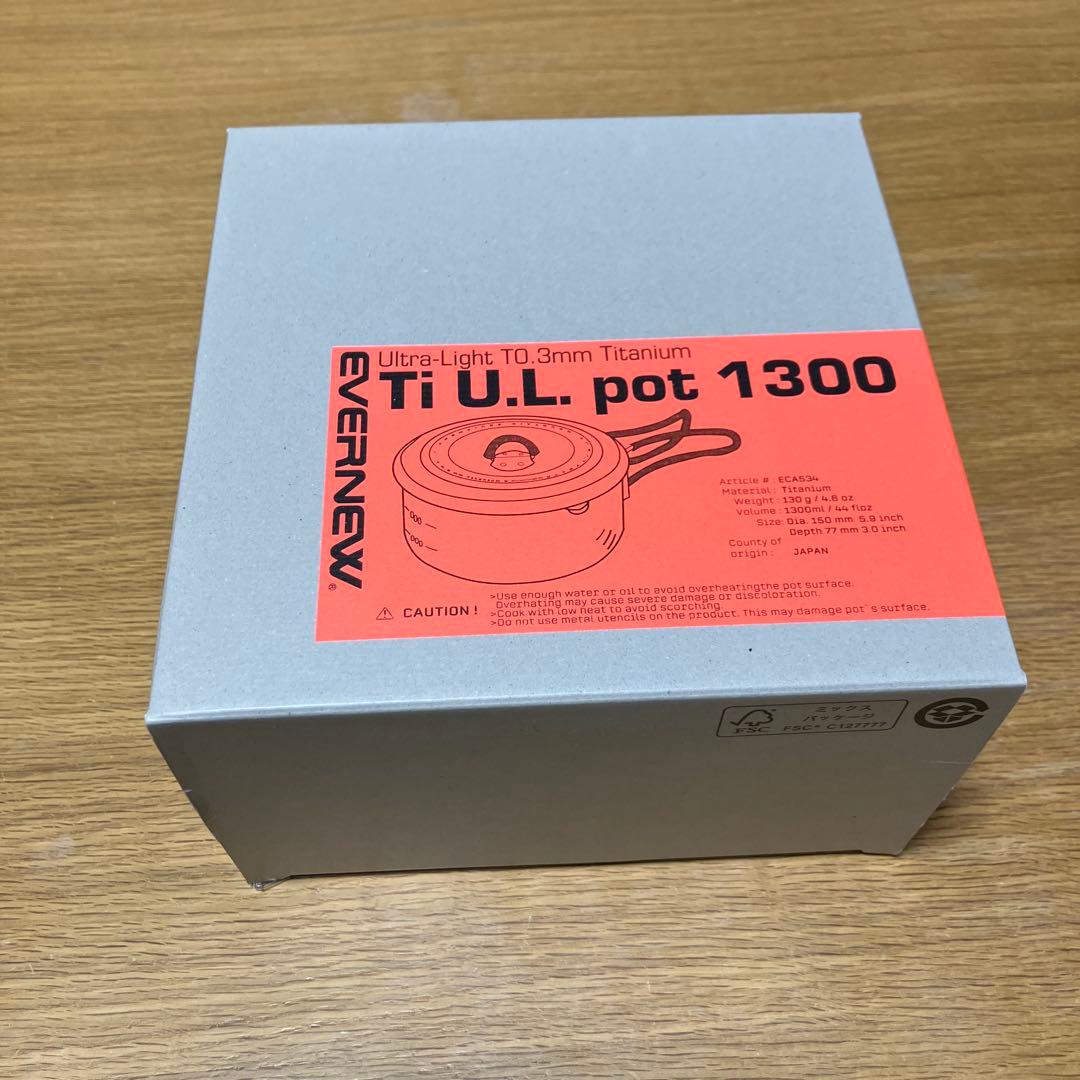 EVERNEW®
Ultra-Light T0.3mm Titanium
Ti U.L. pot 1300
000
000
Article # : ECA534
Material : Titanium
Weight : 130 g / 4.6 oz
Volume : 1300ml / 44 floz
Size: Dia. 150 mm 5.9 inch
Depth 77 mm 3.0 inch
County of
origin : JAPAN
CAUTION !
>Use enough water or oil to avoid overheatingthe pot surface.
Overhating may cause severe damage or discoloration.
>Cook with low heat to avoid scorching.
>Do not use metal utencils on the product. This may damage pot`s surface.
FSC
ミックス
パッケージ
FSC® C127777